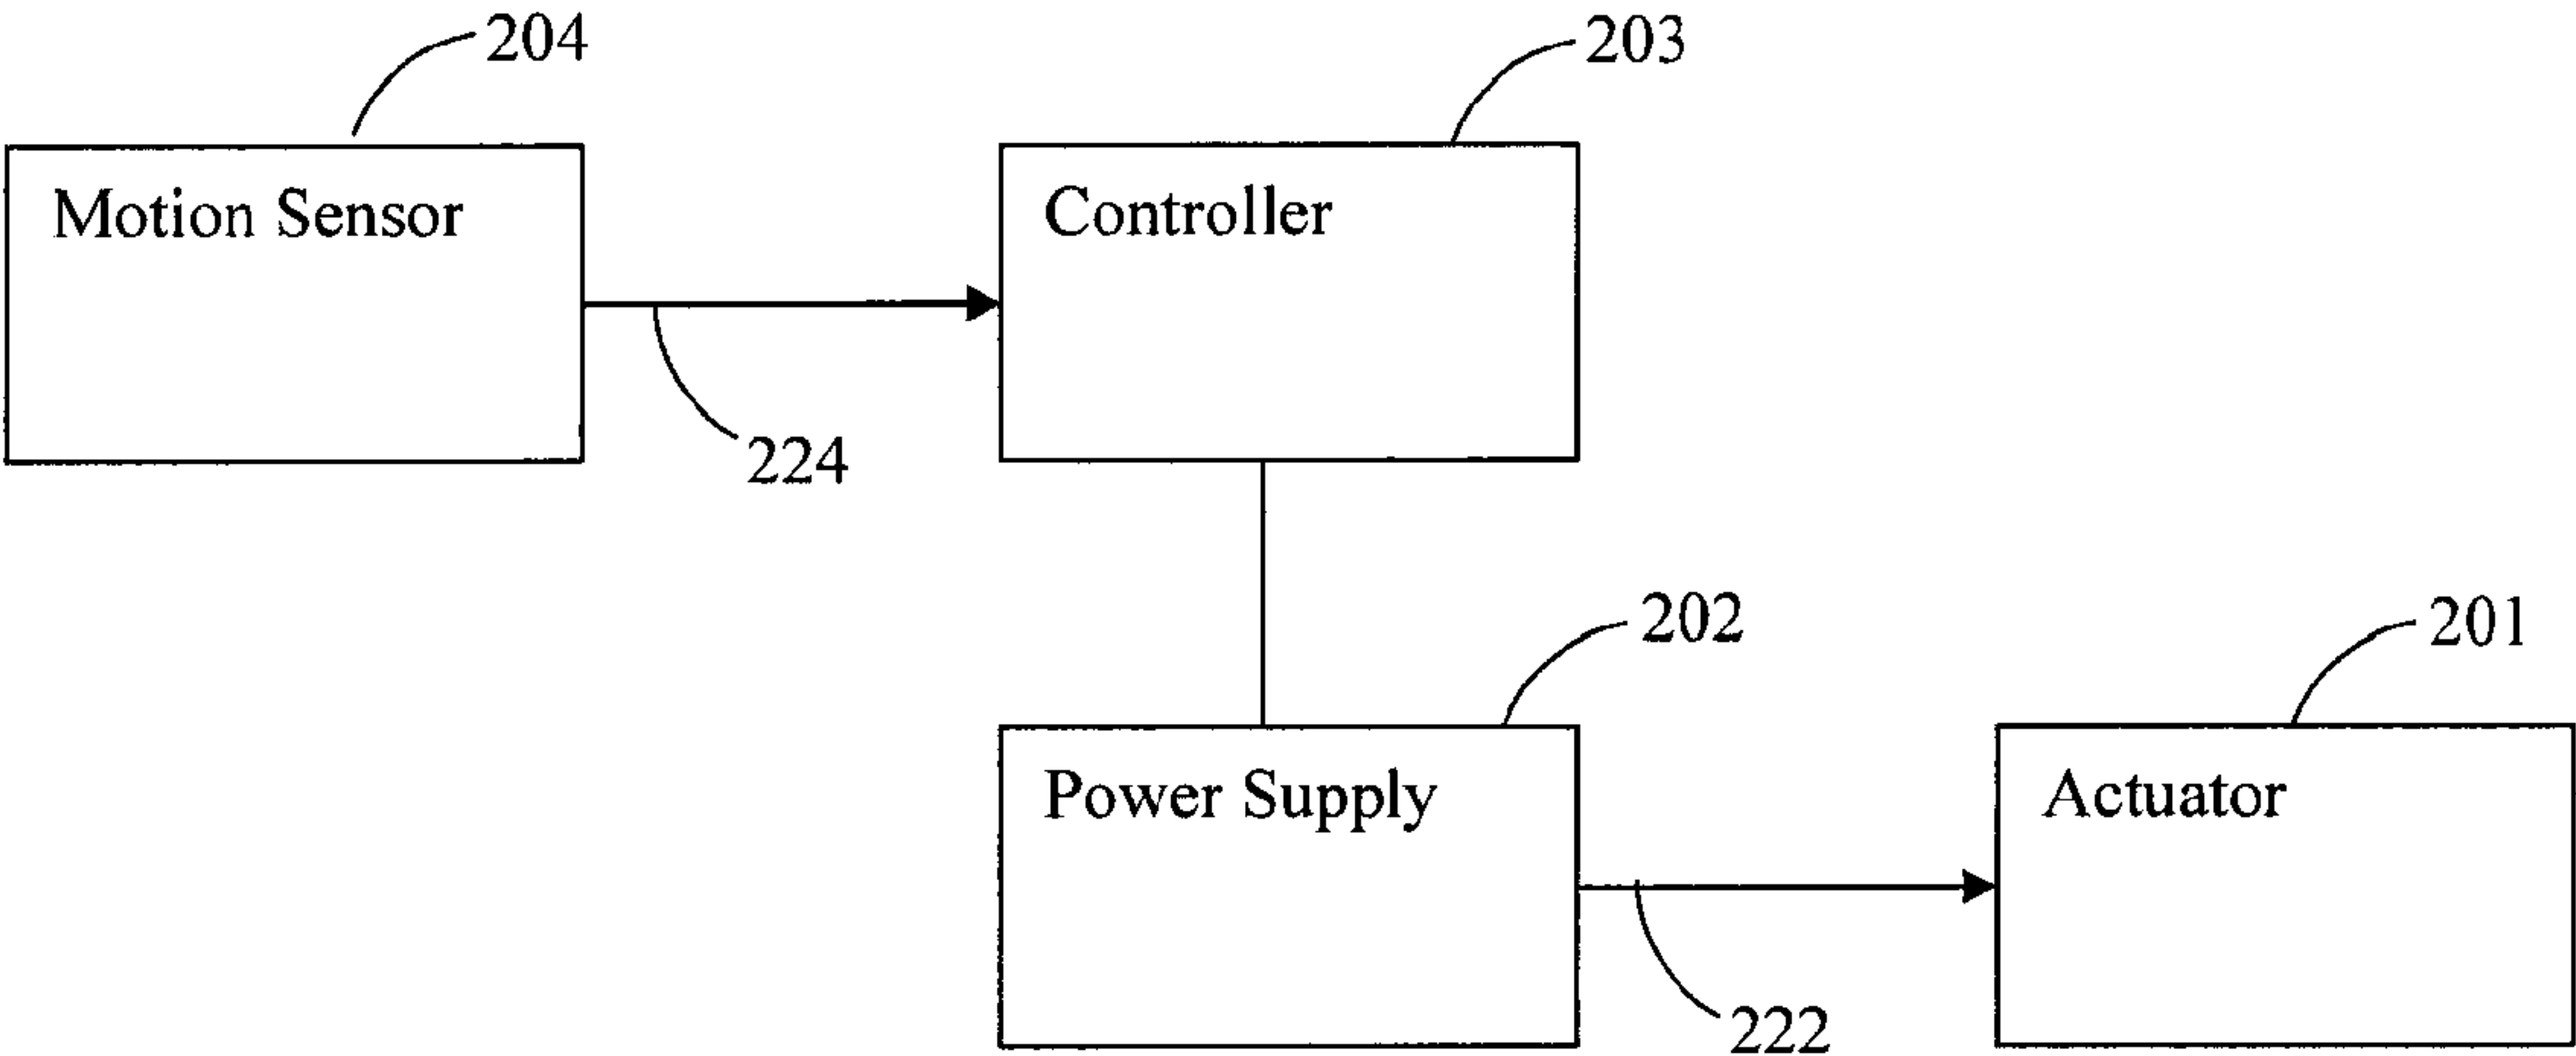 204
203
Motion Sensor
Controller
224
202
201
Power Supply
Actuator
222